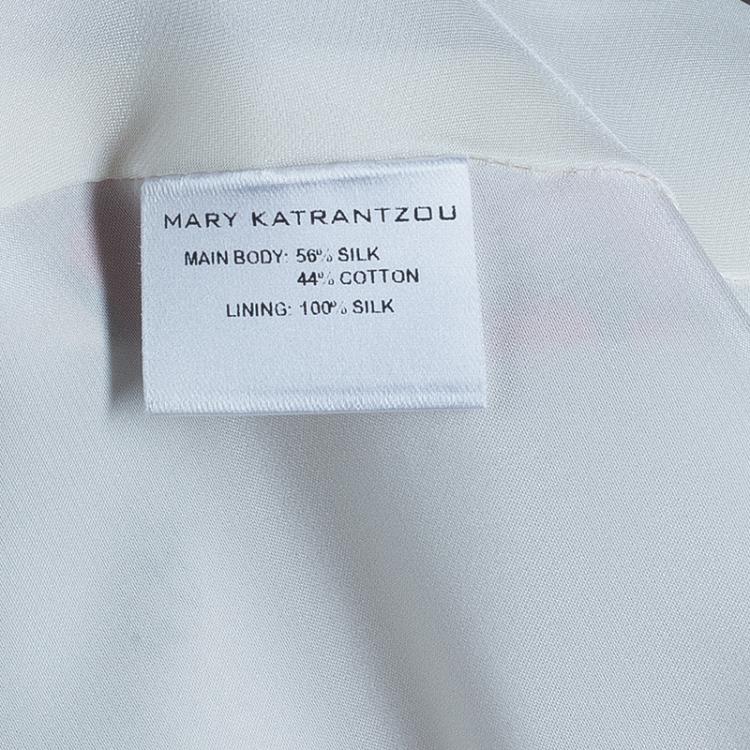 MARY KATRANTZOU
MAIN BODY: 56% SILK
44% COTTON
LINING: 100% SILK